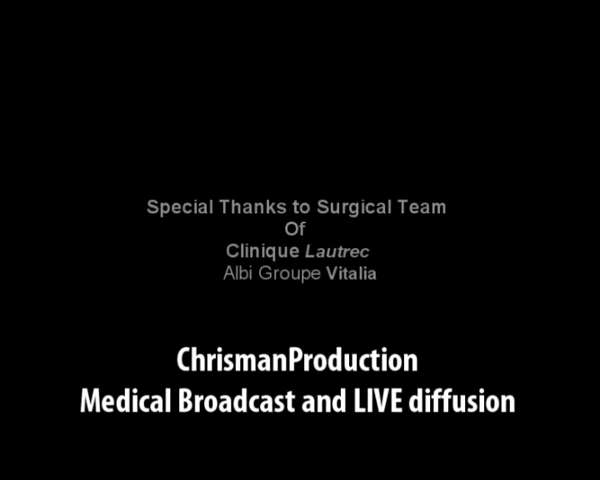 Special Thanks to Surgical Team
Of
Clinique Lautrec
Albi Groupe Vitalia
ChrismanProduction
Medical Broadcast and LIVE diffusion